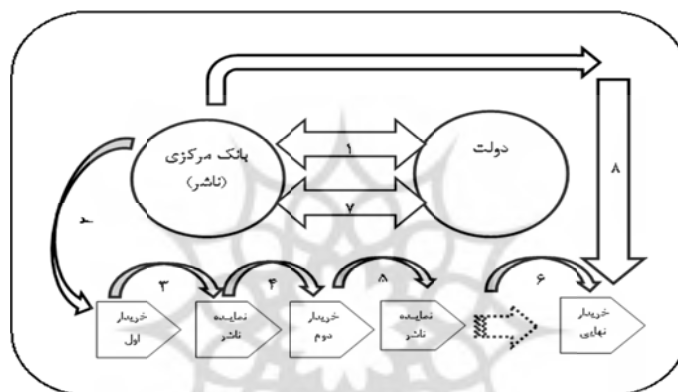 دولت
بانک مرکزی
(ناشر)
۱
۷
۸
۲
۳
۴
۵
۶
خریدار
اول
نماینده
ناشر
خریدار
دوم
نماینده
ناشر
خریدار
نهایی